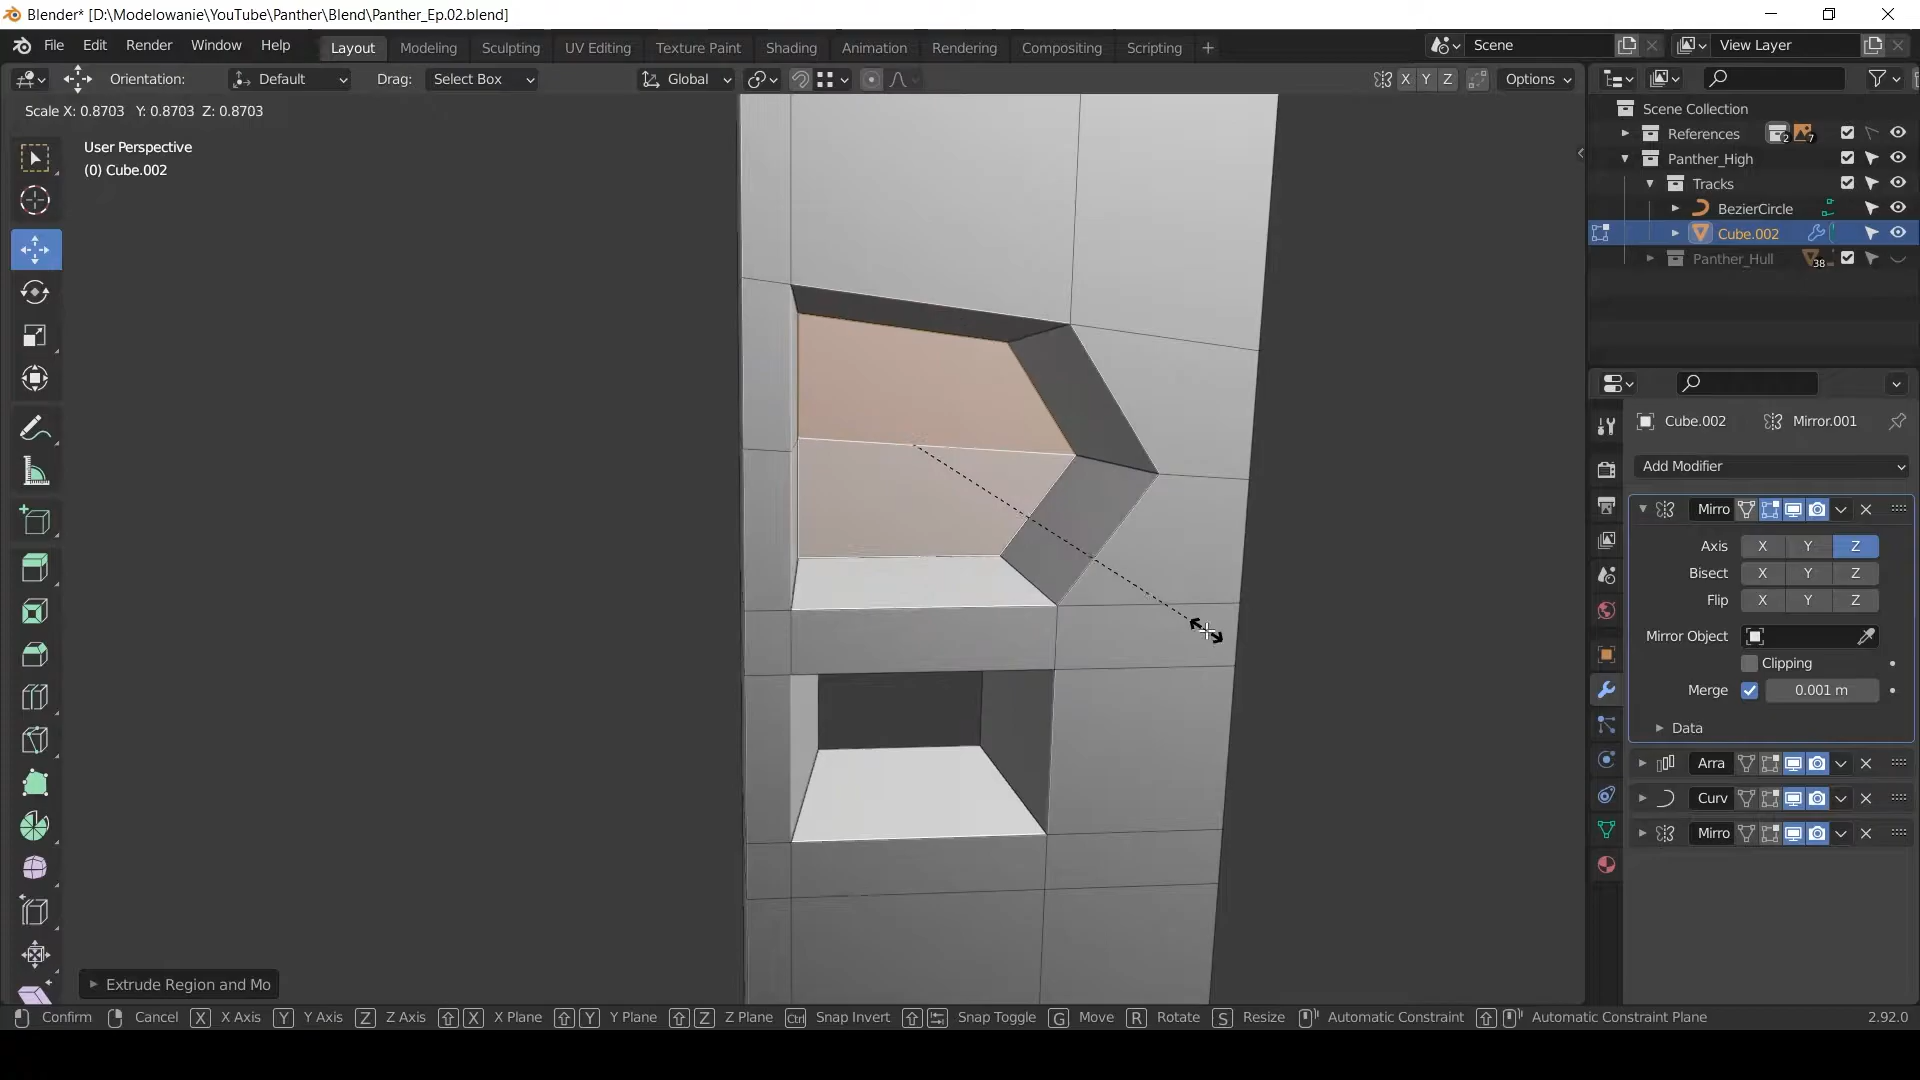 Blender* [D:\Modelowanie\YouTube\Panther\Blend\Panther_Ep.02.blend]
File Edit Render Window Help Layout Modeling Sculpting UV Editing Texture Paint Shading Animation Rendering Compositing Scripting + Scene View Layer
Orientation: Default Drag: Select Box Global X Y Z Options
Scale X: 0.8703 Y: 0.8703 Z: 0.8703
User Perspective
(0) Cube.002
Scene Collection
References 2 7
Panther_High
Tracks
BezierCircle
Cube.002
Panther_Hull 38
Cube.002 Mirror.001
Add Modifier
Mirro
Axis X Y Z
Bisect X Y Z
Flip X Y Z
Mirror Object
Clipping
Merge 0.001 m
Data
Arra
Curv
Mirro
Extrude Region and Mo
Confirm Cancel X X Axis Y Y Axis Z Z Axis X X Plane Y Y Plane Z Z Plane Ctrl Snap Invert Snap Toggle G Move R Rotate S Resize Automatic Constraint Automatic Constraint Plane 2.92.0